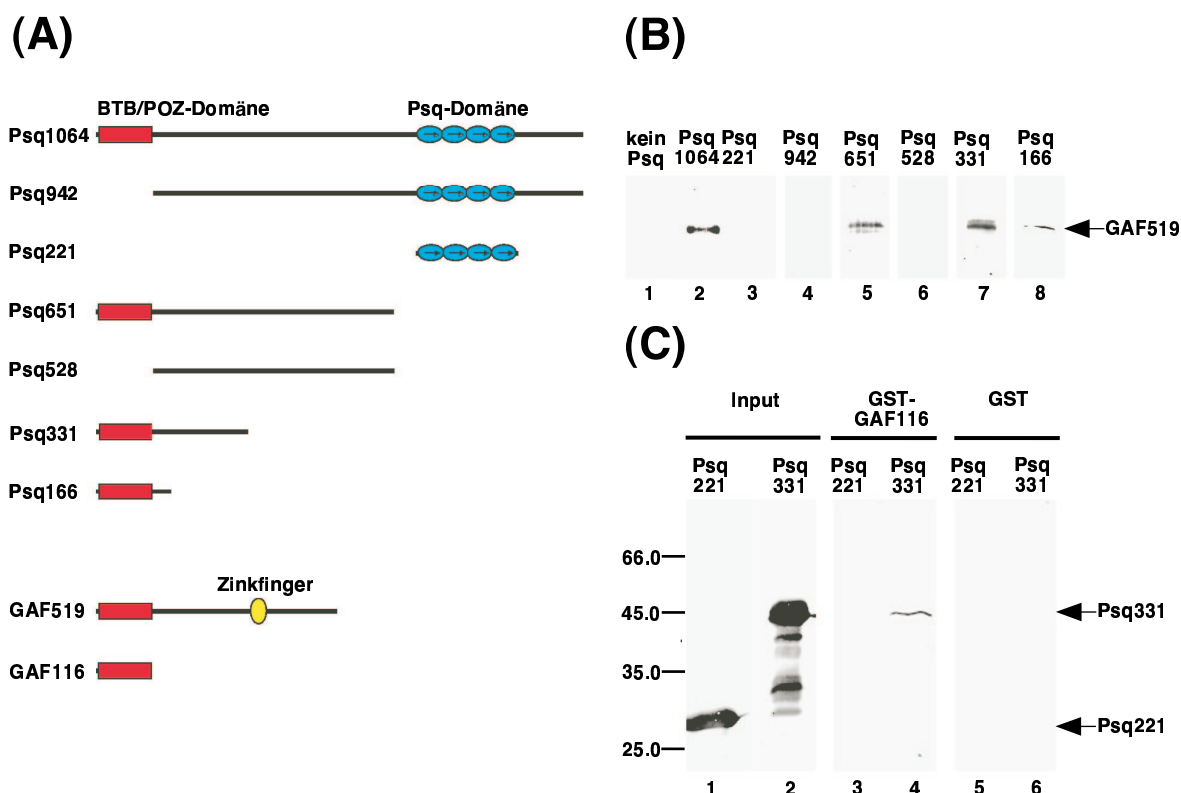 (A)
BTB/POZ-Domäne Psq-Domäne
Psq1064
Psq942
Psq221
Psq651
Psq528
Psq331
Psq166
Zinkfinger
GAF519
GAF116
(B)
kein Psq Psq Psq Psq Psq Psq Psq
Psq 1064 221 942 651 528 331 166
GAF519
1 2 3 4 5 6 7 8
(C)
Input GST- GST
GAF116
Psq Psq Psq Psq Psq Psq
221 331 221 331 221 331
66.0
45.0 Psq331
35.0
Psq221
25.0
1 2 3 4 5 6